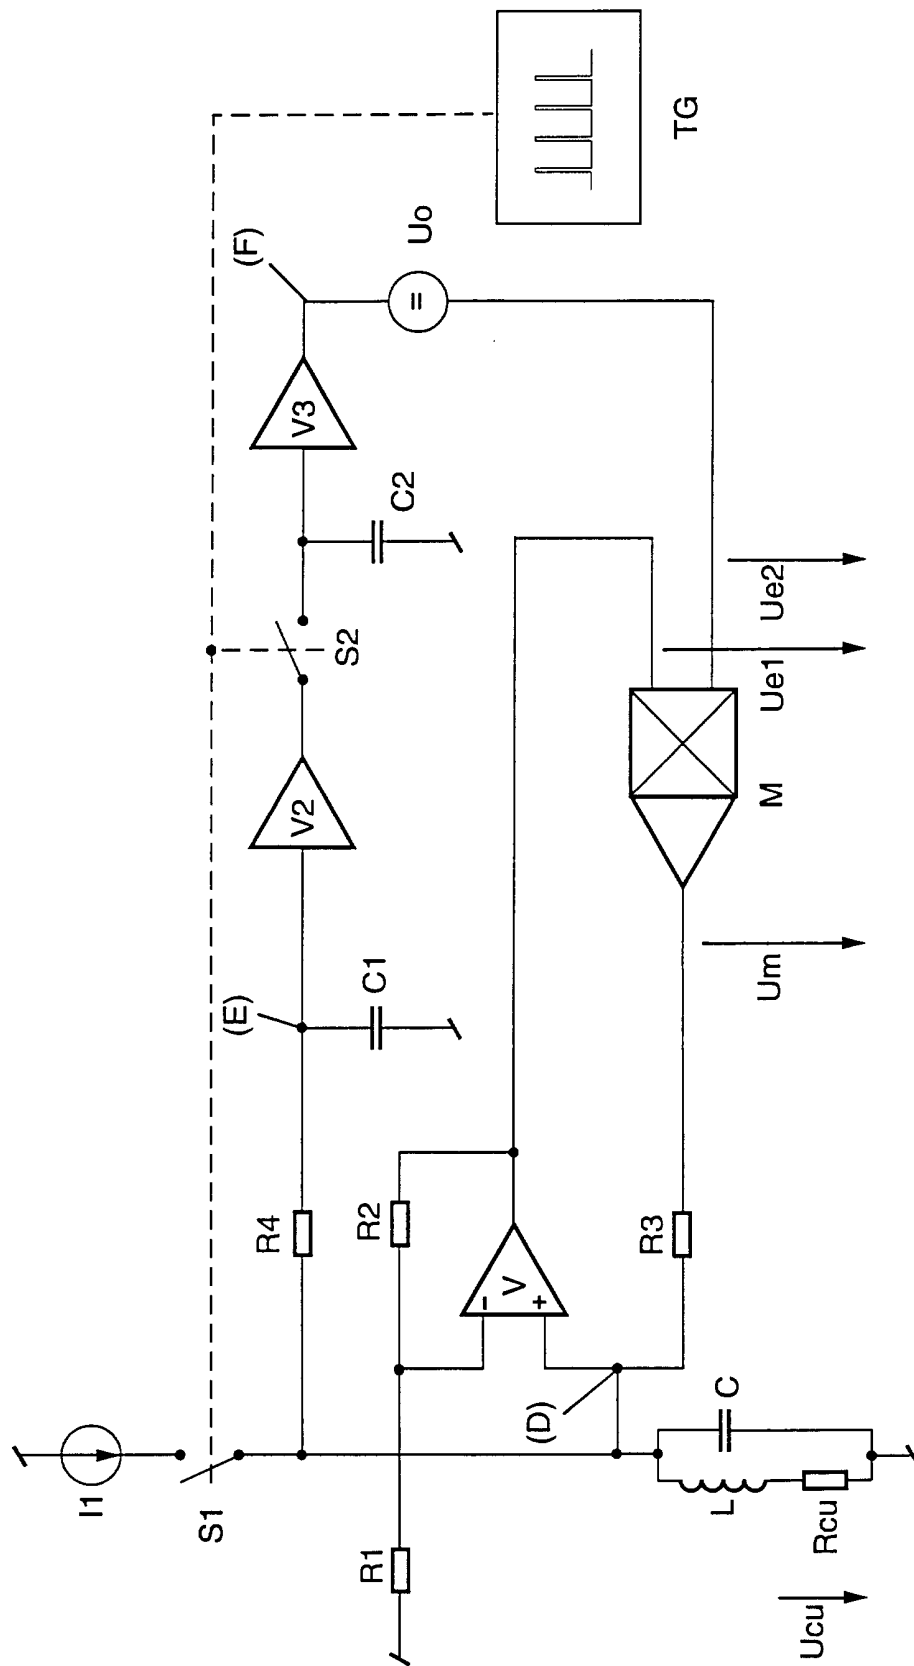 I1
S1
R4
(E)
C1
V2
S2
C2
V3
(F)
Uo
TG
=
R1
R2
-
+
V
(D)
R3
Um
M
Ue1
Ue2
L
C
Rcu
Ucu